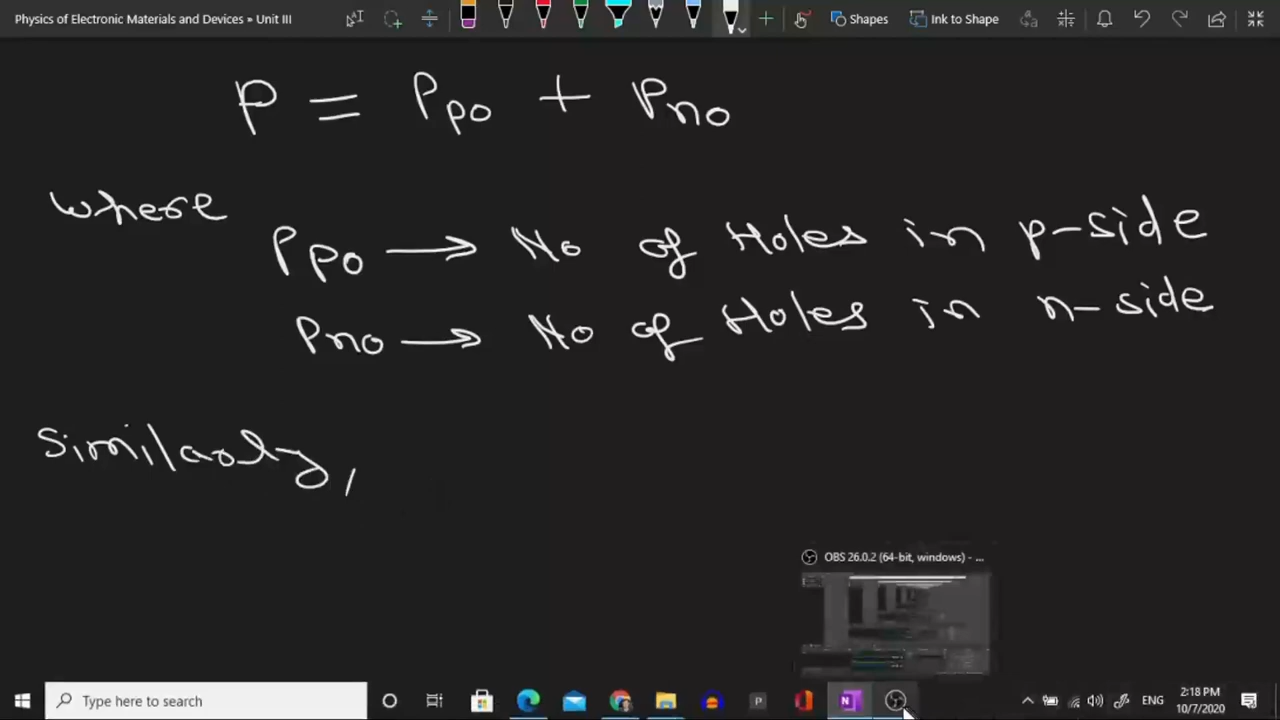 Physics of Electronic Materials and Devices » Unit III
Shapes
Ink to Shape
P = Ppo + Pno
where
Ppo → No of Holes in p-side
Pno → No of Holes in n-side
Similarly,
OBS 26.0.2 (64-bit, windows) - ...
Type here to search
ENG
2:18 PM
10/7/2020